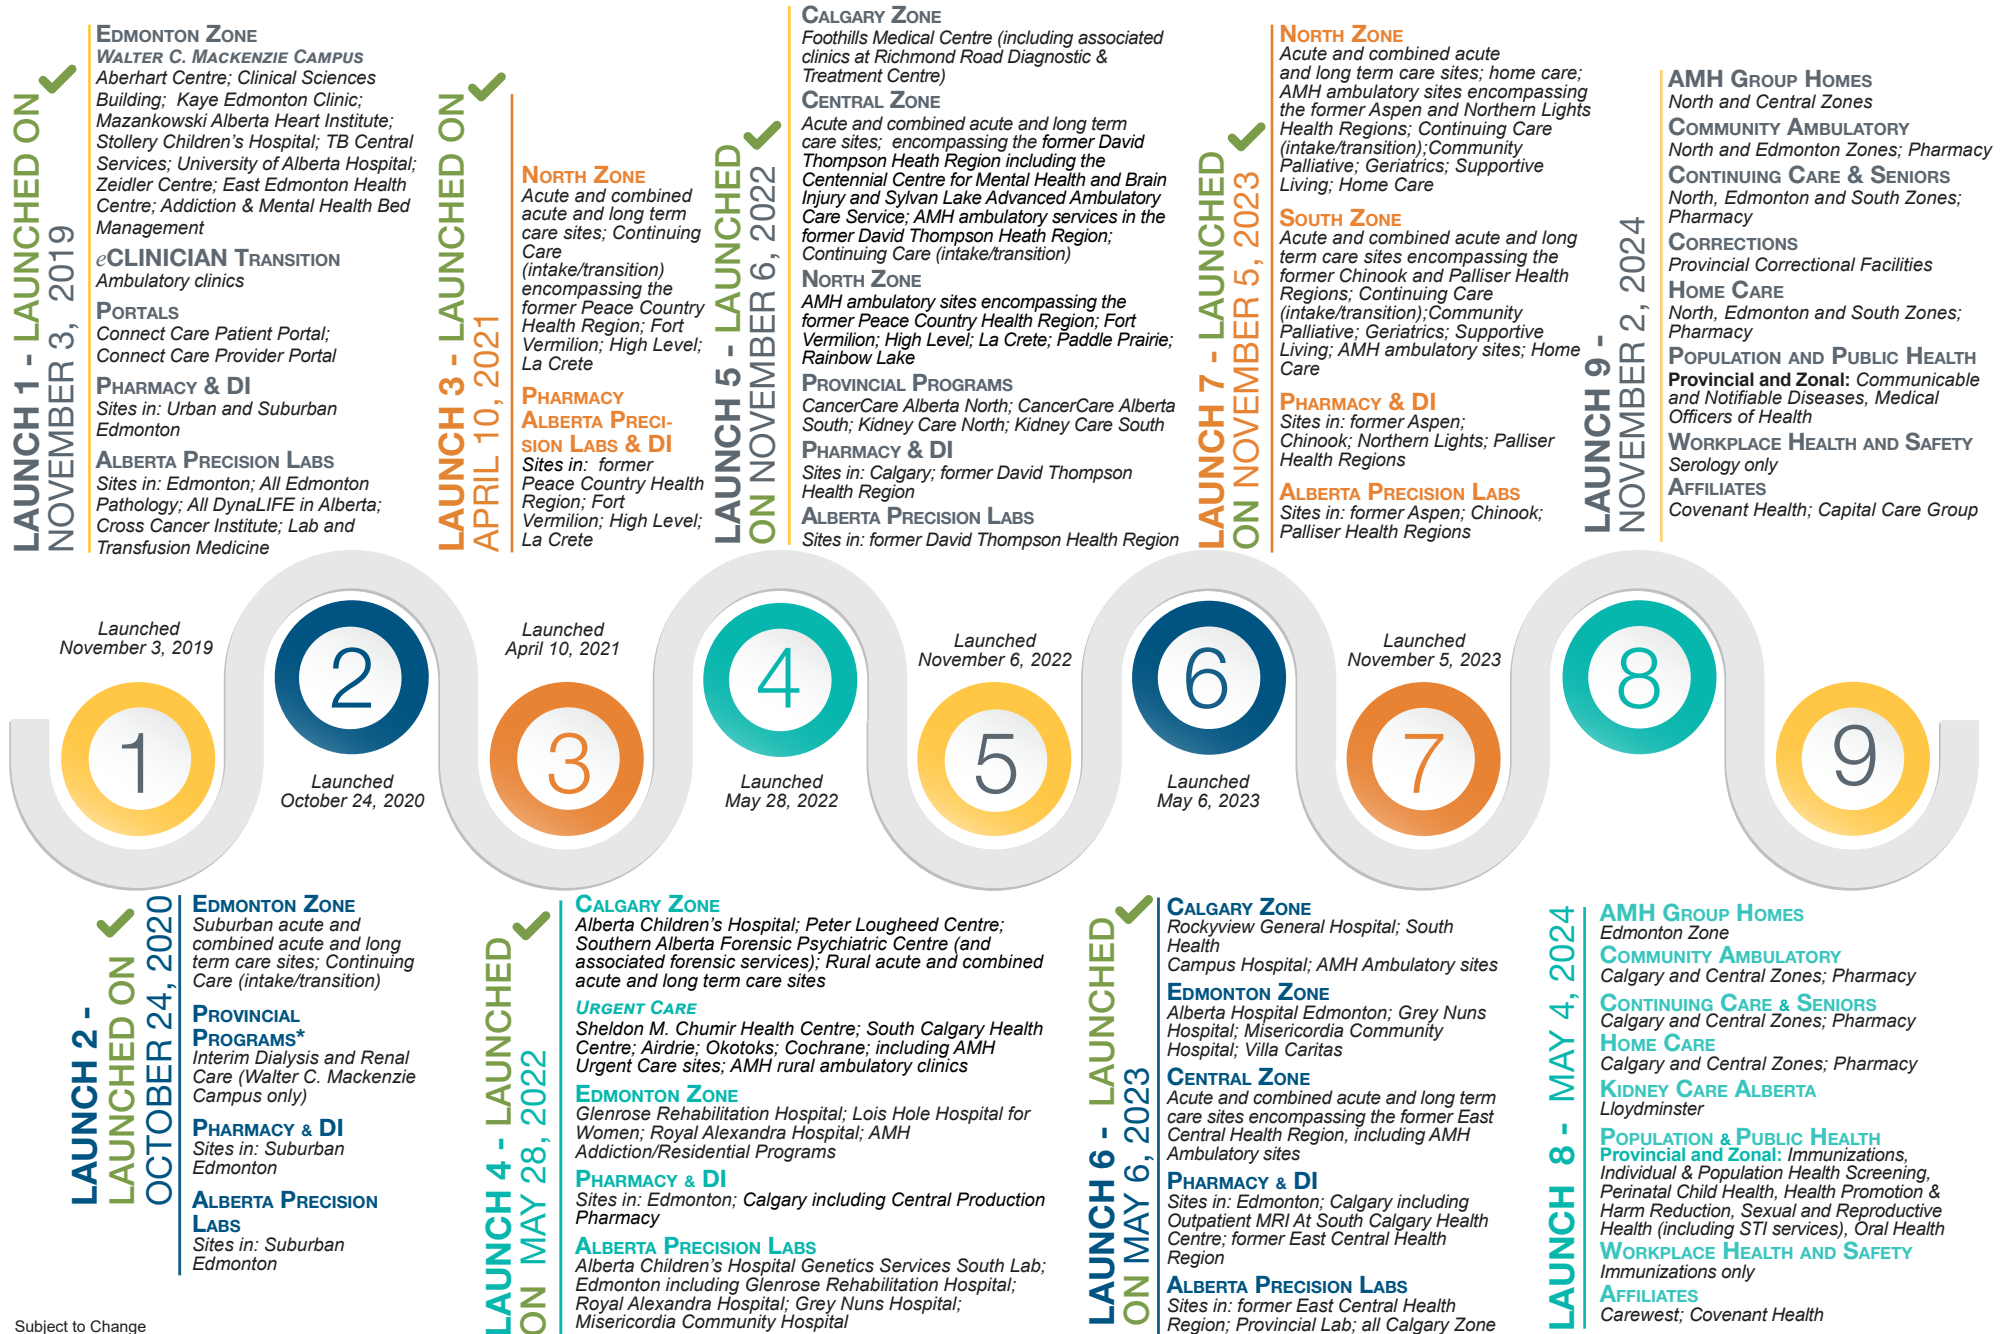 LAUNCH 1 - LAUNCHED ON
NOVEMBER 3, 2019
EDMONTON ZONE
WALTER C. MACKENZIE CAMPUS
Aberhart Centre; Clinical Sciences
Building; Kaye Edmonton Clinic;
Mazankowski Alberta Heart Institute;
Stollery Children's Hospital; TB Central
Services; University of Alberta Hospital;
Zeidler Centre; East Edmonton Health
Centre; Addiction & Mental Health Bed
Management
eCLINICIAN TRANSITION
Ambulatory clinics
PORTALS
Connect Care Patient Portal;
Connect Care Provider Portal
PHARMACY & DI
Sites in: Urban and Suburban
Edmonton
ALBERTA PRECISION LABS
Sites in: Edmonton; All Edmonton
Pathology; All DynaLIFE in Alberta;
Cross Cancer Institute; Lab and
Transfusion Medicine
LAUNCH 3 - LAUNCHED ON
APRIL 10, 2021
NORTH ZONE
Acute and combined
acute and long term
care sites; Continuing
Care
(intake/transition)
encompassing the
former Peace Country
Health Region; Fort
Vermilion; High Level;
La Crete
PHARMACY
ALBERTA PRECI-
SION LABS & DI
Sites in: former
Peace Country Health
Region; Fort
Vermilion; High Level;
La Crete
LAUNCH 5 - LAUNCHED
ON NOVEMBER 6, 2022
CALGARY ZONE
Foothills Medical Centre (including associated
clinics at Richmond Road Diagnostic &
Treatment Centre)
CENTRAL ZONE
Acute and combined acute and long term
care sites; encompassing the former David
Thompson Heath Region including the
Centennial Centre for Mental Health and Brain
Injury and Sylvan Lake Advanced Ambulatory
Care Service; AMH ambulatory services in the
former David Thompson Heath Region;
Continuing Care (intake/transition)
NORTH ZONE
AMH ambulatory sites encompassing the
former Peace Country Health Region; Fort
Vermilion; High Level; La Crete; Paddle Prairie;
Rainbow Lake
PROVINCIAL PROGRAMS
CancerCare Alberta North; CancerCare Alberta
South; Kidney Care North; Kidney Care South
PHARMACY & DI
Sites in: Calgary; former David Thompson
Health Region
ALBERTA PRECISION LABS
Sites in: former David Thompson Health Region
LAUNCH 7 - LAUNCHED
ON NOVEMBER 5, 2023
NORTH ZONE
Acute and combined acute
and long term care sites; home care;
AMH ambulatory sites encompassing
the former Aspen and Northern Lights
Health Regions; Continuing Care
(intake/transition);Community
Palliative; Geriatrics; Supportive
Living; Home Care
SOUTH ZONE
Acute and combined acute and long
term care sites encompassing the
former Chinook and Palliser Health
Regions; Continuing Care
(intake/transition);Community
Palliative; Geriatrics; Supportive
Living; AMH ambulatory sites; Home
Care
PHARMACY & DI
Sites in: former Aspen;
Chinook; Northern Lights; Palliser
Health Regions
ALBERTA PRECISION LABS
Sites in: former Aspen; Chinook;
Palliser Health Regions
LAUNCH 9 -
NOVEMBER 2, 2024
AMH GROUP HOMES
North and Central Zones
COMMUNITY AMBULATORY
North and Edmonton Zones; Pharmacy
CONTINUING CARE & SENIORS
North, Edmonton and South Zones;
Pharmacy
CORRECTIONS
Provincial Correctional Facilities
HOME CARE
North, Edmonton and South Zones;
Pharmacy
POPULATION AND PUBLIC HEALTH
Provincial and Zonal: Communicable
and Notifiable Diseases, Medical
Officers of Health
WORKPLACE HEALTH AND SAFETY
Serology only
AFFILIATES
Covenant Health; Capital Care Group
Launched
November 3, 2019
1
2
Launched
October 24, 2020
Launched
April 10, 2021
3
4
Launched
May 28, 2022
Launched
November 6, 2022
5
6
Launched
May 6, 2023
Launched
November 5, 2023
7
8
9
LAUNCH 2 -
LAUNCHED ON
OCTOBER 24, 2020
EDMONTON ZONE
Suburban acute and
combined acute and long
term care sites; Continuing
Care (intake/transition)
PROVINCIAL
PROGRAMS*
Interim Dialysis and Renal
Care (Walter C. Mackenzie
Campus only)
PHARMACY & DI
Sites in: Suburban
Edmonton
ALBERTA PRECISION
LABS
Sites in: Suburban
Edmonton
LAUNCH 4 - LAUNCHED
ON MAY 28, 2022
CALGARY ZONE
Alberta Children's Hospital; Peter Lougheed Centre;
Southern Alberta Forensic Psychiatric Centre (and
associated forensic services); Rural acute and combined
acute and long term care sites
URGENT CARE
Sheldon M. Chumir Health Centre; South Calgary Health
Centre; Airdrie; Okotoks; Cochrane; including AMH
Urgent Care sites; AMH rural ambulatory clinics
EDMONTON ZONE
Glenrose Rehabilitation Hospital; Lois Hole Hospital for
Women; Royal Alexandra Hospital; AMH
Addiction/Residential Programs
PHARMACY & DI
Sites in: Edmonton; Calgary including Central Production
Pharmacy
ALBERTA PRECISION LABS
Alberta Children's Hospital Genetics Services South Lab;
Edmonton including Glenrose Rehabilitation Hospital;
Royal Alexandra Hospital; Grey Nuns Hospital;
Misericordia Community Hospital
LAUNCH 6 - LAUNCHED
ON MAY 6, 2023
CALGARY ZONE
Rockyview General Hospital; South
Health
Campus Hospital; AMH Ambulatory sites
EDMONTON ZONE
Alberta Hospital Edmonton; Grey Nuns
Hospital; Misericordia Community
Hospital; Villa Caritas
CENTRAL ZONE
Acute and combined acute and long term
care sites encompassing the former East
Central Health Region, including AMH
Ambulatory sites
PHARMACY & DI
Sites in: Edmonton; Calgary including
Outpatient MRI At South Calgary Health
Centre; former East Central Health
Region
ALBERTA PRECISION LABS
Sites in: former East Central Health
Region; Provincial Lab; all Calgary Zone
LAUNCH 8 - MAY 4, 2024
AMH GROUP HOMES
Edmonton Zone
COMMUNITY AMBULATORY
Calgary and Central Zones; Pharmacy
CONTINUING CARE & SENIORS
Calgary and Central Zones; Pharmacy
HOME CARE
Calgary and Central Zones; Pharmacy
KIDNEY CARE ALBERTA
Lloydminster
POPULATION & PUBLIC HEALTH
Provincial and Zonal: Immunizations,
Individual & Population Health Screening,
Perinatal Child Health, Health Promotion &
Harm Reduction, Sexual and Reproductive
Health (including STI services), Oral Health
WORKPLACE HEALTH AND SAFETY
Immunizations only
AFFILIATES
Carewest; Covenant Health
Subject to Change